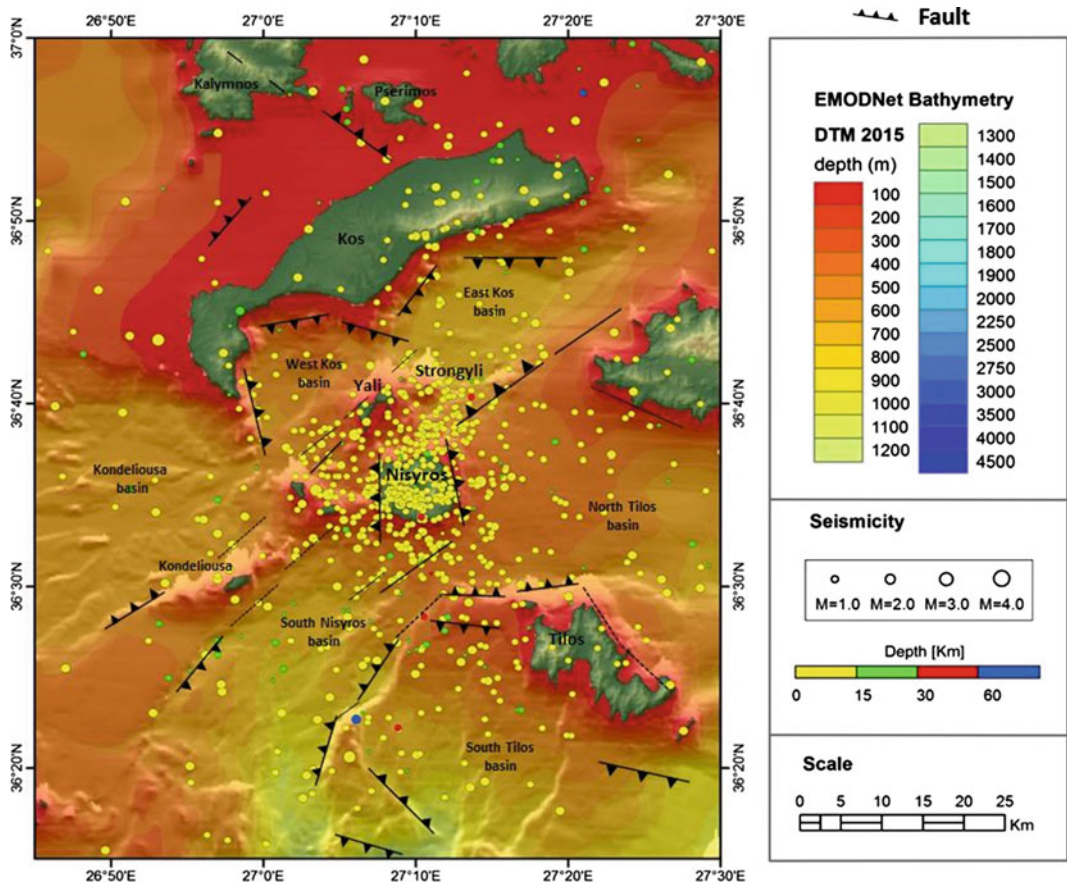 26°50'E 27°0'E 27°10'E 27°20'E 27°30'E
Fault
37°0'N
36°50'N
36°40'N
36°30'N
36°20'N
37°0'N
36°50'N
36°40'N
36°30'N
36°20'N
Kalymnos
Pserimos
Kos
East Kos
basin
West Kos
basin
Strongyli
Yali
Kondeliousa
basin
Nisyros
North Tilos
basin
Kondeliousa
South Nisyros
basin
Tilos
South Tilos
basin
26°50'E 27°0'E 27°10'E 27°20'E 27°30'E
EMODNet Bathymetry
DTM 2015
depth (m)
100
200
300
400
500
600
700
800
900
1000
1100
1200
1300
1400
1500
1600
1700
1800
1900
2000
2250
2500
2750
3000
3500
4000
4500
Seismicity
M=1.0 M=2.0 M=3.0 M=4.0
Depth [Km]
0 15 30 60
Scale
0 5 10 15 20 25
Km